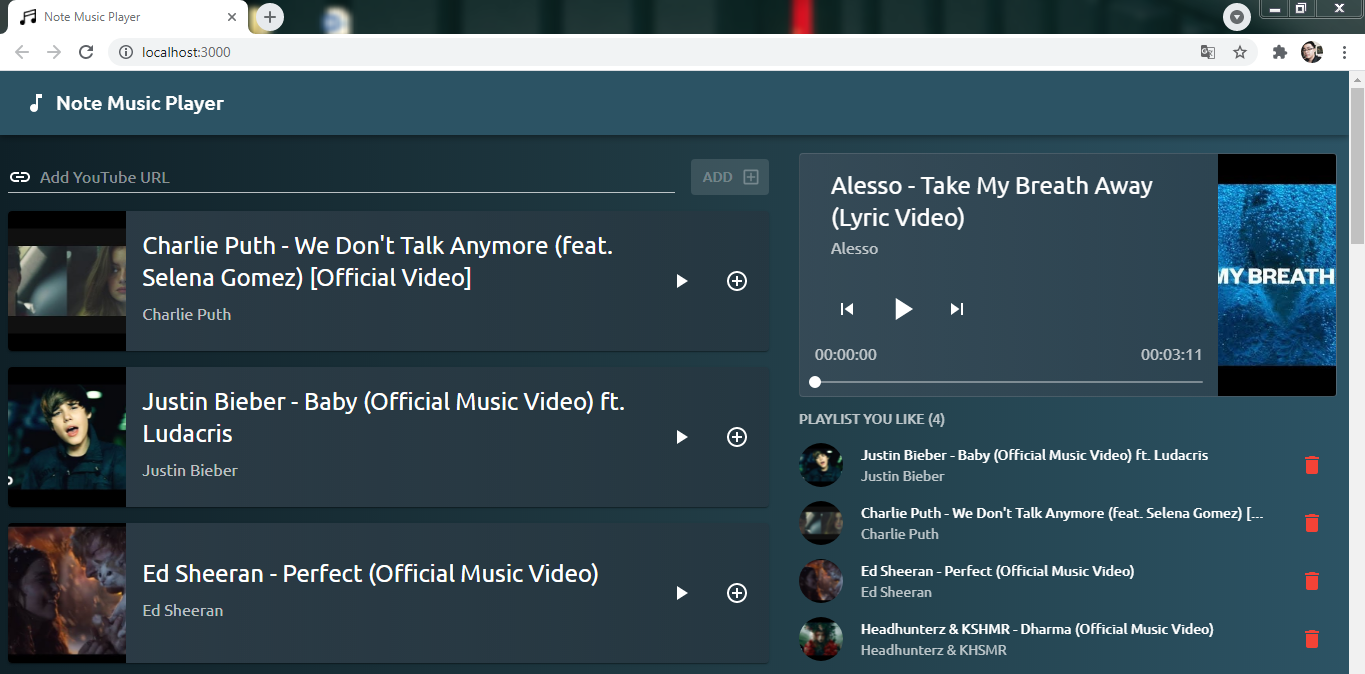 Note Music Player
localhost:3000
Note Music Player
Add YouTube URL
ADD
Charlie Puth - We Don't Talk Anymore (feat.
Selena Gomez) [Official Video]
Charlie Puth
Justin Bieber - Baby (Official Music Video) ft.
Ludacris
Justin Bieber
Ed Sheeran - Perfect (Official Music Video)
Ed Sheeran
Alesso - Take My Breath Away
(Lyric Video)
Alesso
MY BREATH
00:00:00
00:03:11
PLAYLIST YOU LIKE (4)
Justin Bieber - Baby (Official Music Video) ft. Ludacris
Justin Bieber
Charlie Puth - We Don't Talk Anymore (feat. Selena Gomez) [...
Charlie Puth
Ed Sheeran - Perfect (Official Music Video)
Ed Sheeran
Headhunterz & KSHMR - Dharma (Official Music Video)
Headhunterz & KHSMR